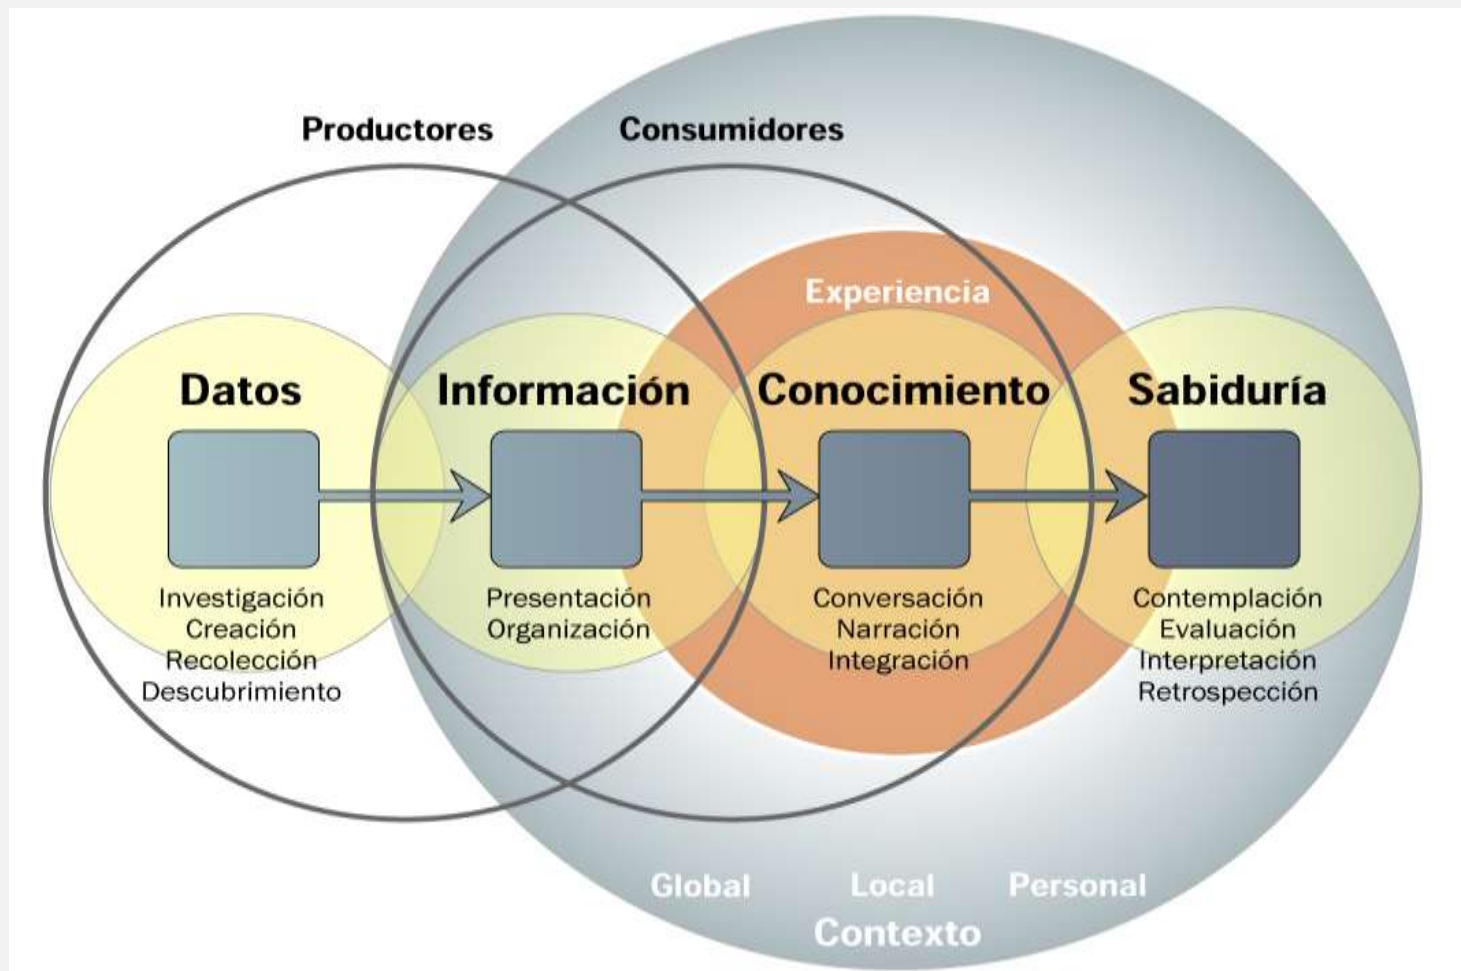 Productores
Consumidores
Experiencia
Datos
Información
Conocimiento
Sabiduría
Investigación
Creación
Recolección
Descubrimiento
Presentación
Organización
Conversación
Narración
Integración
Contemplación
Evaluación
Interpretación
Retrospección
Global
Local
Personal
Contexto